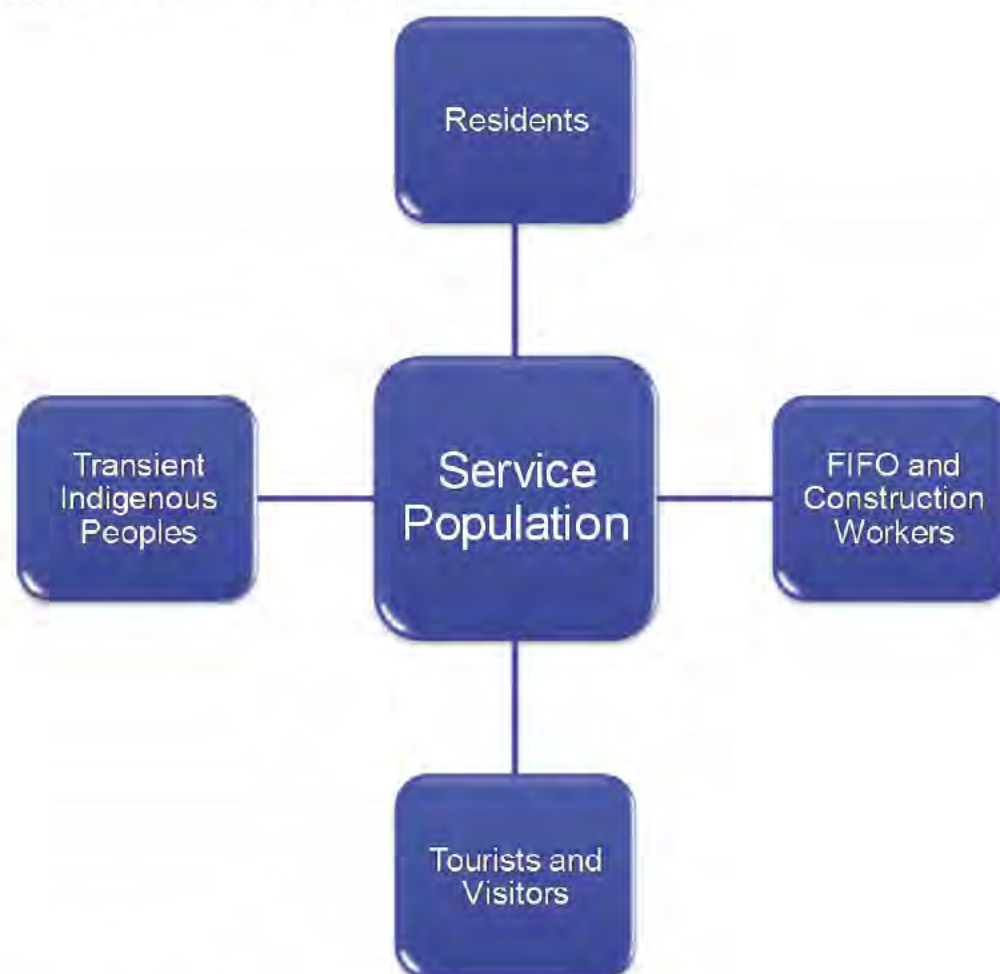 Residents
Transient
Indigenous
Peoples
Service
Population
FIFO and
Construction
Workers
Tourists and
Visitors